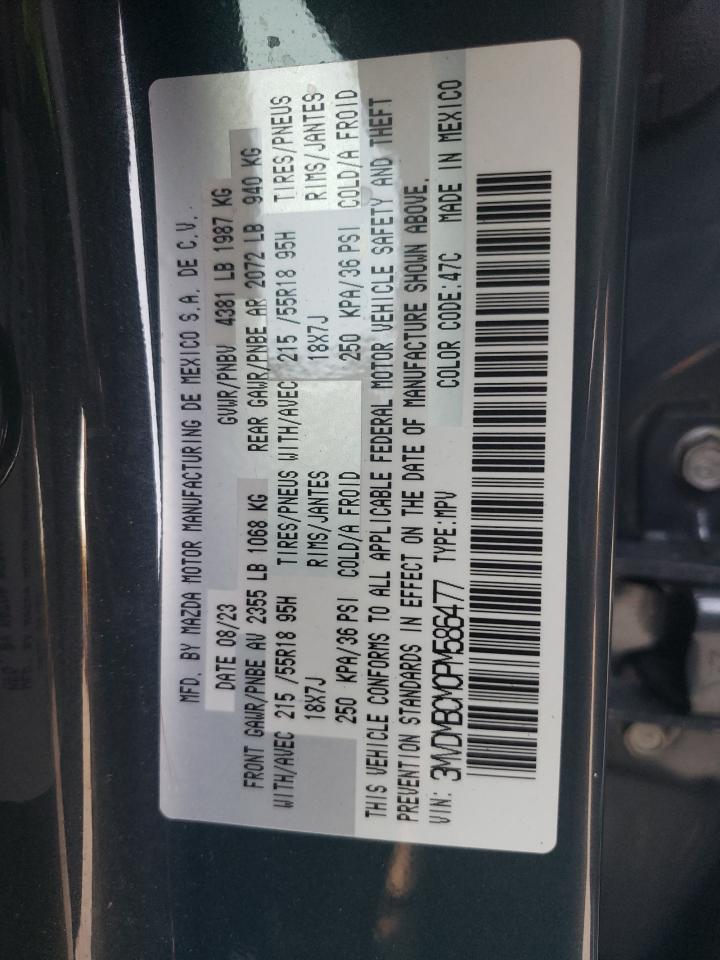 MFD. BY MAZDA MOTOR MANUFACTURING DE MEXICO S.A. DE C.V.
DATE 08/23 GVWR/PNBV 4381 LB 1987 KG
FRONT GAWR/PNBE AV 2355 LB 1068 KG REAR GAWR/PNBE AR 2072 LB 940 KG
WITH/AVEC 215 /55R18 95H TIRES/PNEUS WITH/AVEC 215 /55R18 95H TIRES/PNEUS
18X7J RIMS/JANTES 18X7J RIMS/JANTES
250 KPA/36 PSI COLD/A FROID 250 KPA/36 PSI COLD/A FROID
THIS VEHICLE CONFORMS TO ALL APPLICABLE FEDERAL MOTOR VEHICLE SAFETY AND THEFT
PREVENTION STANDARDS IN EFFECT ON THE DATE OF MANUFACTURE SHOWN ABOVE.
VIN: 3MVDMBCM0PM586477 TYPE:MPV COLOR CODE:47C MADE IN MEXICO